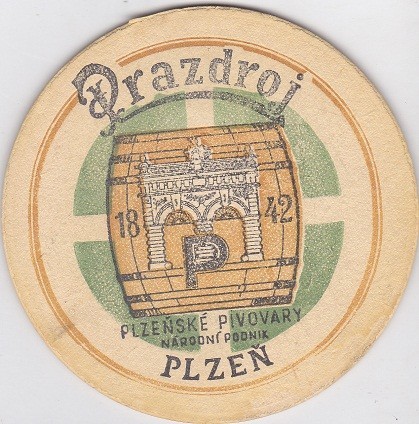 Prazdroj
18 42
P
PLZEŇSKÉ PIVOVARY
NÁRODNÍ PODNIK
PLZEŇ